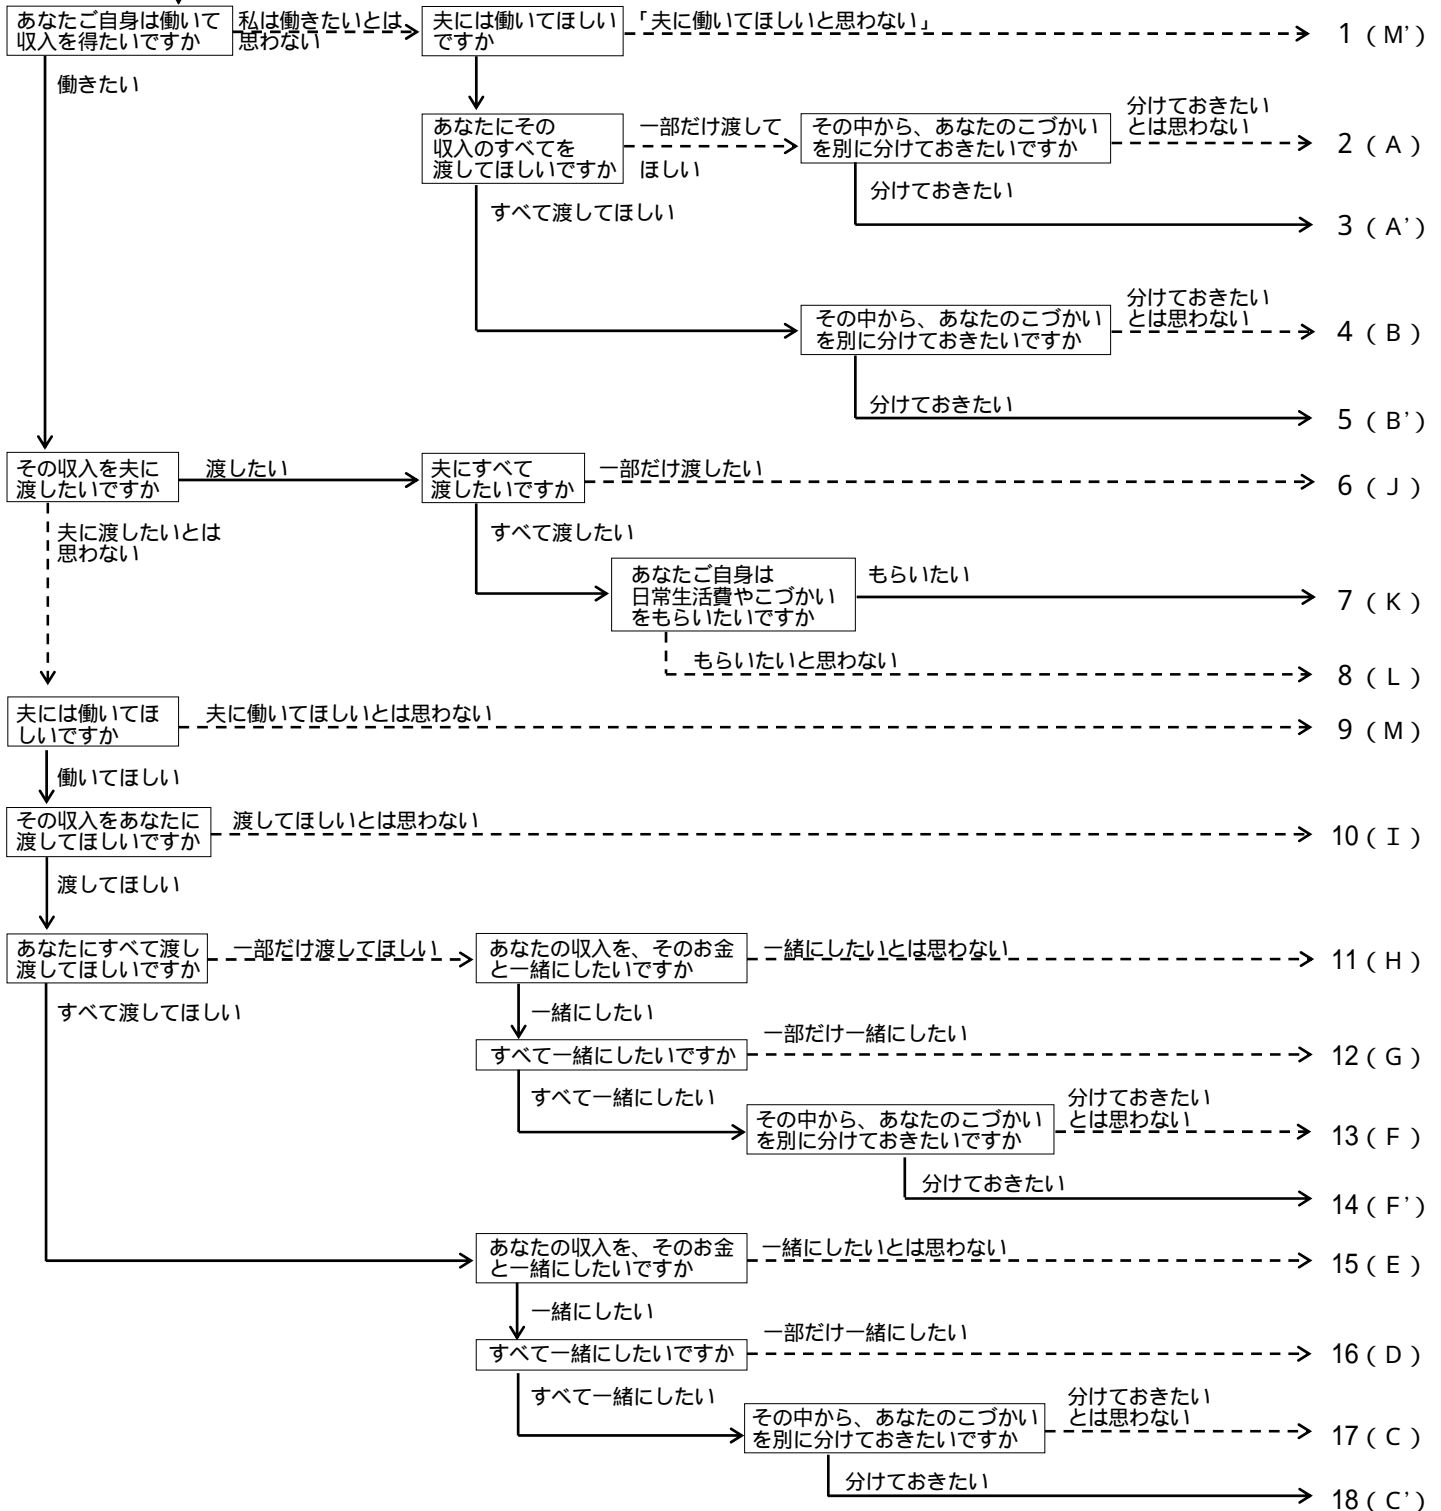 あなたご自身は働いて
収入を得たいですか
私は働きたいとは
思わない
夫には働いてほしい
ですか
「夫に働いてほしいと思わない」
1（M’）
働きたい
あなたにその
収入のすべてを
渡してほしいですか
一部だけ渡して
ほしい
その中から、あなたのこづかい
を別に分けておきたいですか
分けておきたい
とは思わない
2（A）
分けておきたい
3（A’）
すべて渡してほしい
その中から、あなたのこづかい
を別に分けておきたいですか
分けておきたい
とは思わない
4（B）
分けておきたい
5（B’）
その収入を夫に
渡したいですか
渡したい
夫にすべて
渡したいですか
一部だけ渡したい
6（J）
夫に渡したいとは
思わない
すべて渡したい
あなたご自身は
日常生活費やこづかい
をもらいたいですか
もらいたい
7（K）
もらいたいと思わない
8（L）
夫には働いてほ
しいですか
夫に働いてほしいとは思わない
9（M）
働いてほしい
その収入をあなたに
渡してほしいですか
渡してほしいとは思わない
10（I）
渡してほしい
あなたにすべて渡し
渡してほしいですか
一部だけ渡してほしい
あなたの収入を、そのお金
と一緒にしたいですか
一緒にしたいとは思わない
11（H）
すべて渡してほしい
一緒にしたい
すべて一緒にしたいですか
一部だけ一緒にしたい
12（G）
すべて一緒にしたい
その中から、あなたのこづかい
を別に分けておきたいですか
分けておきたい
とは思わない
13（F）
分けておきたい
14（F’）
あなたの収入を、そのお金
と一緒にしたいですか
一緒にしたいとは思わない
15（E）
一緒にしたい
すべて一緒にしたいですか
一部だけ一緒にしたい
16（D）
すべて一緒にしたい
その中から、あなたのこづかい
を別に分けておきたいですか
分けておきたい
とは思わない
17（C）
分けておきたい
18（C’）